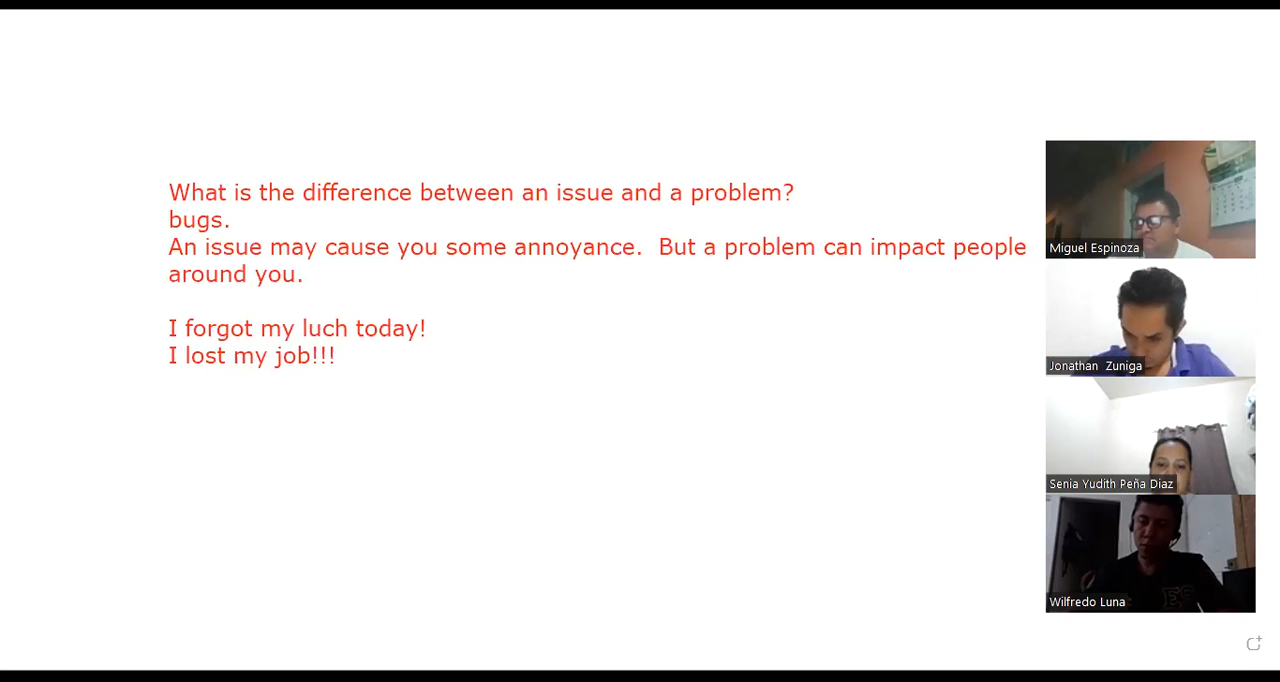 What is the difference between an issue and a problem?
bugs.
An issue may cause you some annoyance.  But a problem can impact people
around you.
I forgot my luch today!
I lost my job!!!
Miguel Espinoza
Jonathan  Zuniga
Senia Yudith Peña Diaz
Wilfredo Luna